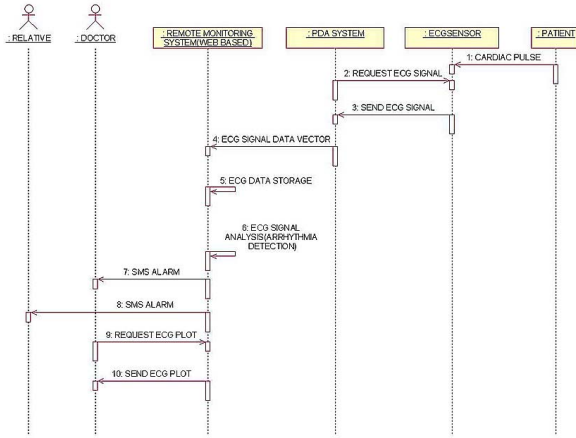 : RELATIVE
: DOCTOR
: REMOTE MONITORING
SYSTEM(WEB BASED)
: PDA SYSTEM
: ECGSENSOR
: PATIENT
1: CARDIAC PULSE
2: REQUEST ECG SIGNAL
3: SEND ECG SIGNAL
4: ECG SIGNAL DATA VECTOR
5: ECG DATA STORAGE
6: ECG SIGNAL
ANALYSIS(ARRHYTHMIA
DETECTION)
7: SMS ALARM
8: SMS ALARM
9: REQUEST ECG PLOT
10: SEND ECG PLOT